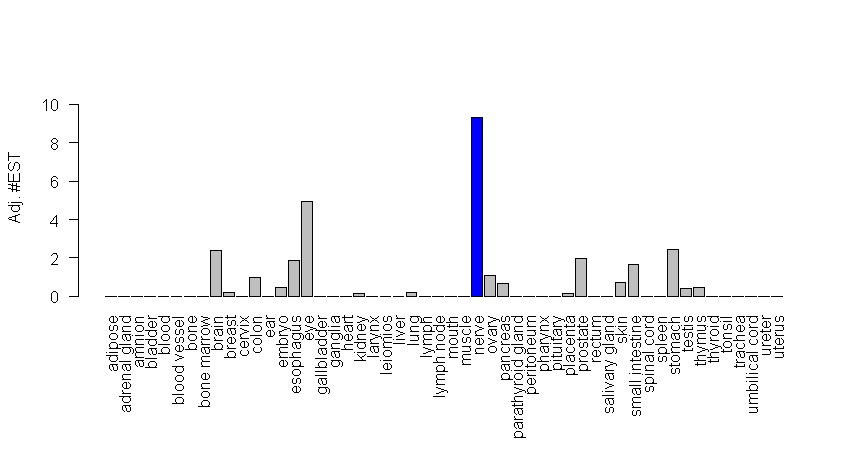 Adj. #EST
10
8
6
4
2
0
adipose
adrenal gland
amnion
bladder
blood
blood vessel
bone
bone marrow
brain
breast
cervix
colon
ear
embryo
esophagus
eye
gallbladder
ganglia
heart
kidney
larynx
leiomios
liver
lung
lymph
lymph node
mouth
muscle
nerve
ovary
pancreas
parathyroid gland
peritoneum
pharynx
pituitary
placenta
prostate
rectum
salivary gland
skin
small intestine
spinal cord
spleen
stomach
testis
thymus
thyroid
tonsil
trachea
umbilical cord
ureter
uterus